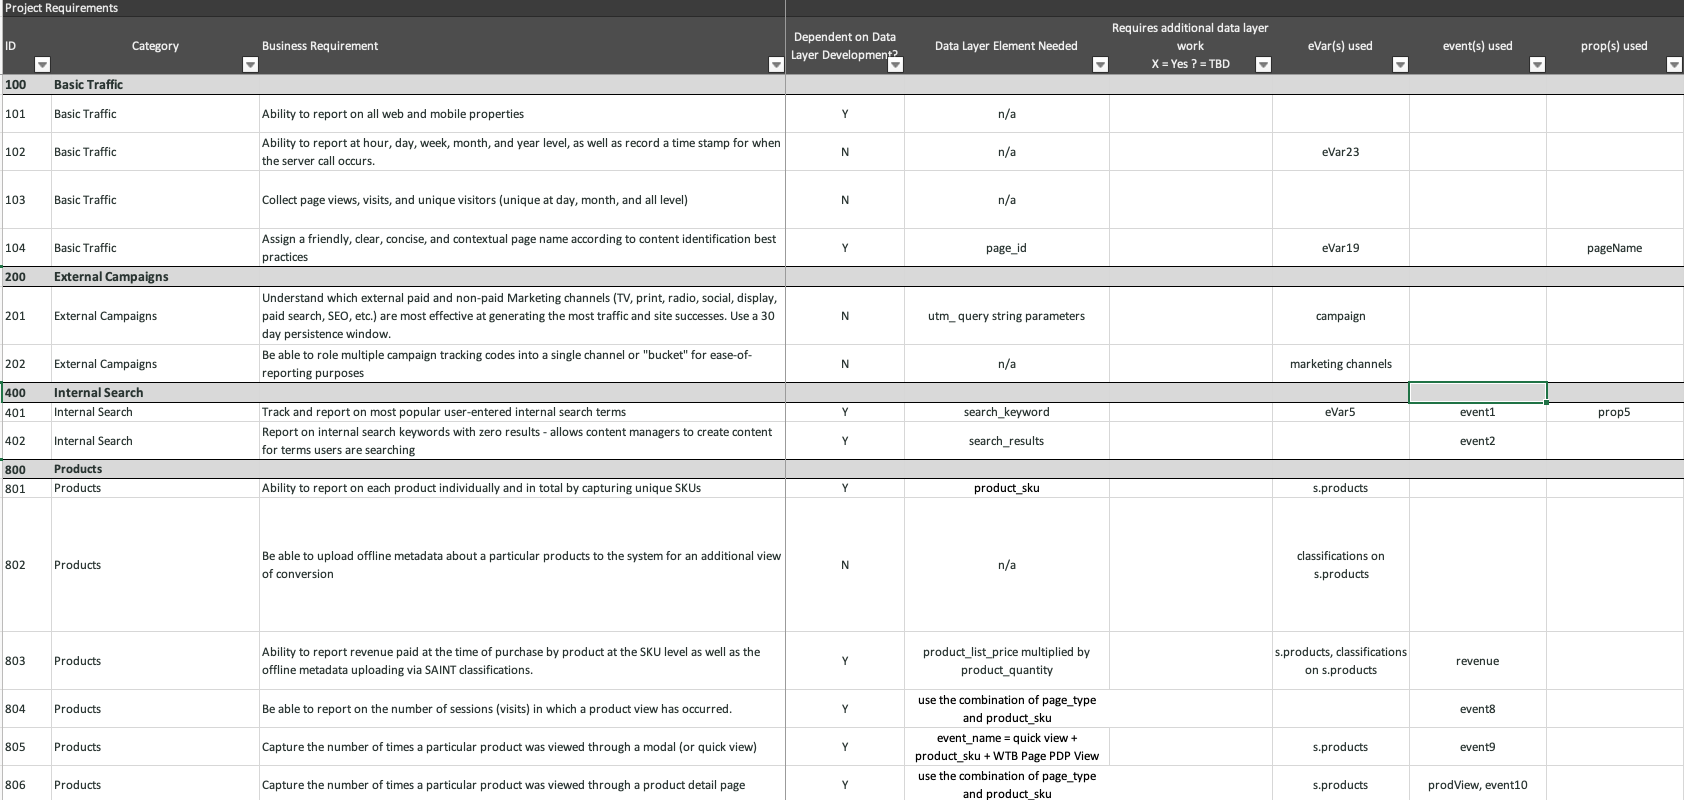 Project Requirements
ID
Category
Business Requirement
Dependent on Data
Layer Development?
Data Layer Element Needed
Requires additional data layer
work
X = Yes ? = TBD
eVar(s) used
event(s) used
prop(s) used
100 Basic Traffic
101 Basic Traffic Ability to report on all web and mobile properties Y n/a
102 Basic Traffic Ability to report at hour, day, week, month, and year level, as well as record a time stamp for when
the server call occurs. N n/a eVar23
103 Basic Traffic Collect page views, visits, and unique visitors (unique at day, month, and all level) N n/a
104 Basic Traffic Assign a friendly, clear, concise, and contextual page name according to content identification best
practices Y page_id eVar19 pageName
200 External Campaigns
201 External Campaigns Understand which external paid and non-paid Marketing channels (TV, print, radio, social, display,
paid search, SEO, etc.) are most effective at generating the most traffic and site successes. Use a 30
day persistence window. N utm_ query string parameters campaign
202 External Campaigns Be able to role multiple campaign tracking codes into a single channel or "bucket" for ease-of-
reporting purposes N n/a marketing channels
400 Internal Search
401 Internal Search Track and report on most popular user-entered internal search terms Y search_keyword eVar5 event1 prop5
402 Internal Search Report on internal search keywords with zero results - allows content managers to create content
for terms users are searching Y search_results event2
800 Products
801 Products Ability to report on each product individually and in total by capturing unique SKUs Y product_sku s.products
802 Products Be able to upload offline metadata about a particular products to the system for an additional view
of conversion N n/a classifications on
s.products
803 Products Ability to report revenue paid at the time of purchase by product at the SKU level as well as the
offline metadata uploading via SAINT classifications. Y product_list_price multiplied by
product_quantity s.products, classifications
on s.products revenue
804 Products Be able to report on the number of sessions (visits) in which a product view has occurred. Y use the combination of page_type
and product_sku event8
805 Products Capture the number of times a particular product was viewed through a modal (or quick view) Y event_name = quick view +
product_sku + WTB Page PDP View s.products event9
806 Products Capture the number of times a particular product was viewed through a product detail page Y use the combination of page_type
and product_sku s.products prodView, event10